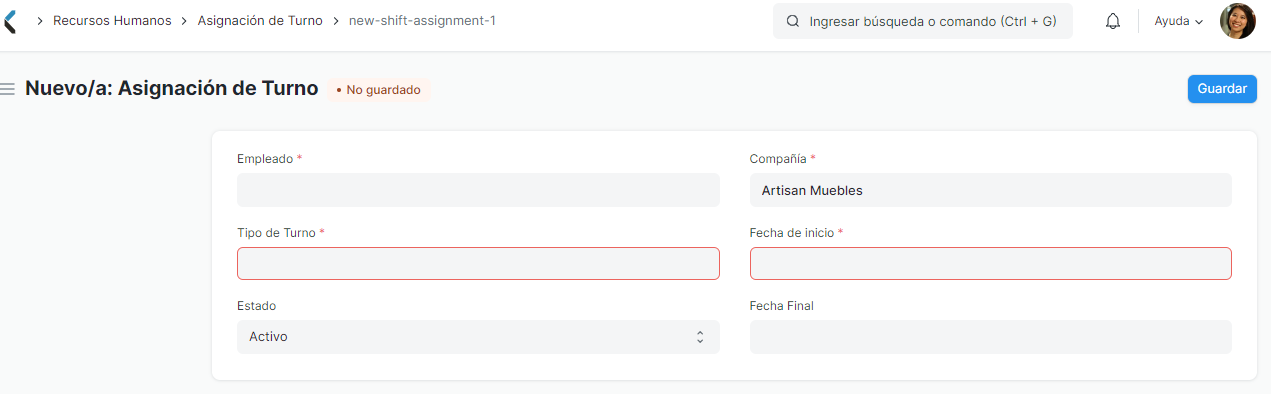 Recursos Humanos > Asignación de Turno > new-shift-assignment-1
Ingresar búsqueda o comando (Ctrl + G)
Ayuda
Nuevo/a: Asignación de Turno • No guardado
Guardar
Empleado *
Compañía *
Artisan Muebles
Tipo de Turno *
Fecha de inicio *
Estado
Fecha Final
Activo